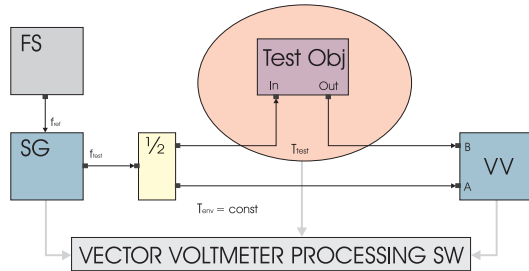 FS
Test Obj
In Out
f_ref
SG
f_test
½
T_test
B
VV
A
T_env = const
VECTOR VOLTMETER PROCESSING SW